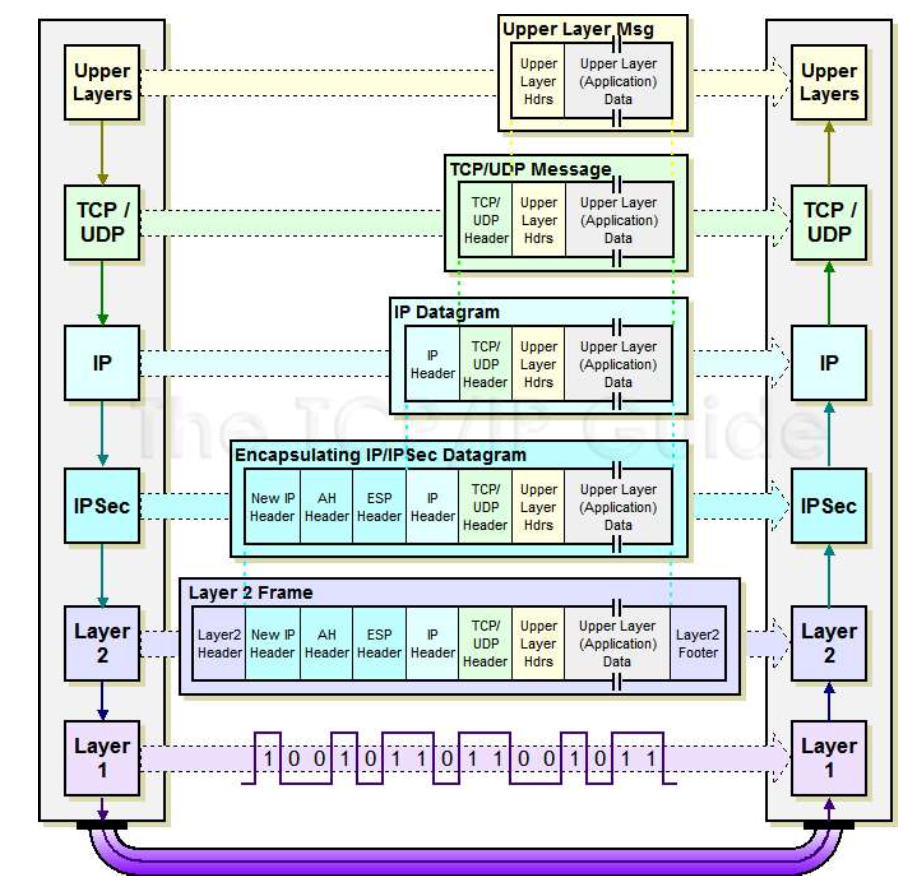 Upper Layer Msg
Upper
Layers
Upper
Layer
Hdrs
Upper Layer
(Application)
Data
Upper
Layers
TCP/UDP Message
TCP /
UDP
TCP/
UDP
Header
Upper
Layer
Hdrs
Upper Layer
(Application)
Data
TCP /
UDP
IP Datagram
IP
IP
Header
TCP/
UDP
Header
Upper
Layer
Hdrs
Upper Layer
(Application)
Data
IP
The TCP/IP Guide
Encapsulating IP/IPSec Datagram
IPSec
New IP
Header
AH
Header
ESP
Header
IP
Header
TCP/
UDP
Header
Upper
Layer
Hdrs
Upper Layer
(Application)
Data
IPSec
Layer 2 Frame
Layer
2
Layer2
Header
New IP
Header
AH
Header
ESP
Header
IP
Header
TCP/
UDP
Header
Upper
Layer
Hdrs
Upper Layer
(Application)
Data
Layer2
Footer
Layer
2
Layer
1
1 0 0 1 0 1 1 0 1 1 0 0 1 0 1 1
Layer
1